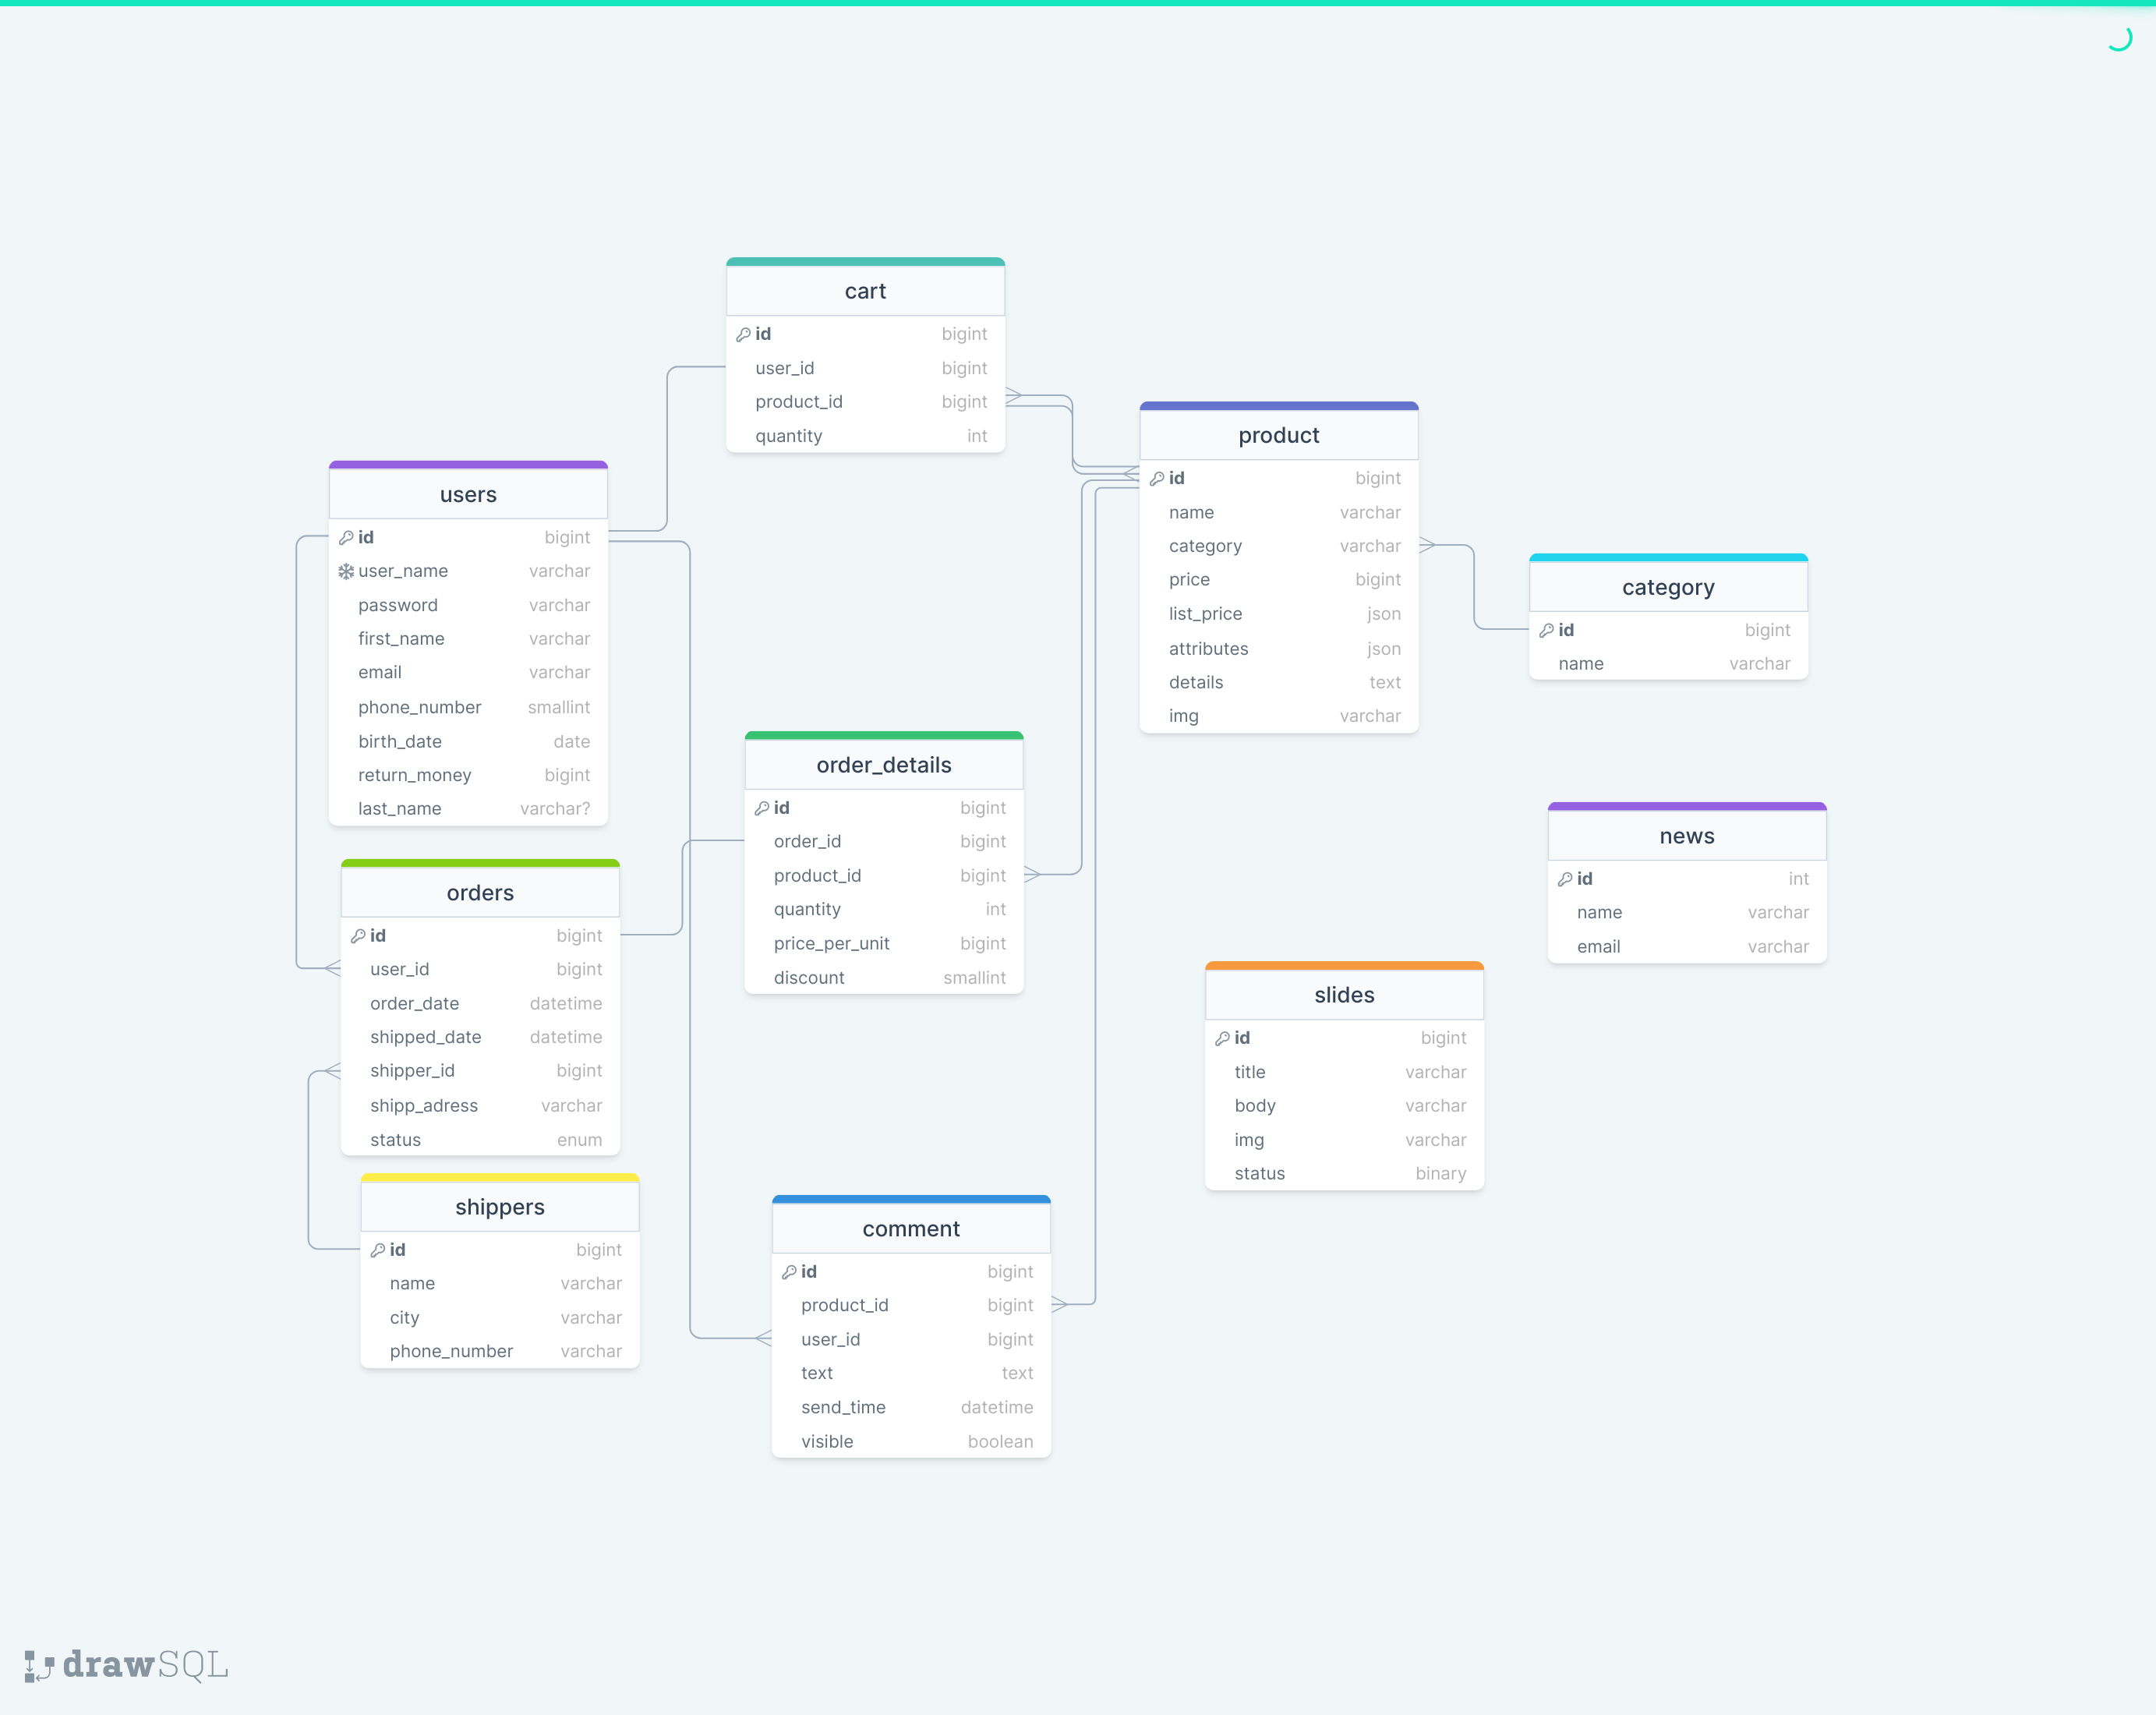 cart
id bigint
user_id bigint
product_id bigint
quantity int
users
id bigint
user_name varchar
password varchar
first_name varchar
email varchar
phone_number smallint
birth_date date
return_money bigint
last_name varchar?
product
id bigint
name varchar
category varchar
price bigint
list_price json
attributes json
details text
img varchar
category
id bigint
name varchar
order_details
id bigint
order_id bigint
product_id bigint
quantity int
price_per_unit bigint
discount smallint
orders
id bigint
user_id bigint
order_date datetime
shipped_date datetime
shipper_id bigint
shipp_adress varchar
status enum
news
id int
name varchar
email varchar
slides
id bigint
title varchar
body varchar
img varchar
status binary
shippers
id bigint
name varchar
city varchar
phone_number varchar
comment
id bigint
product_id bigint
user_id bigint
text text
send_time datetime
visible boolean
drawSQL